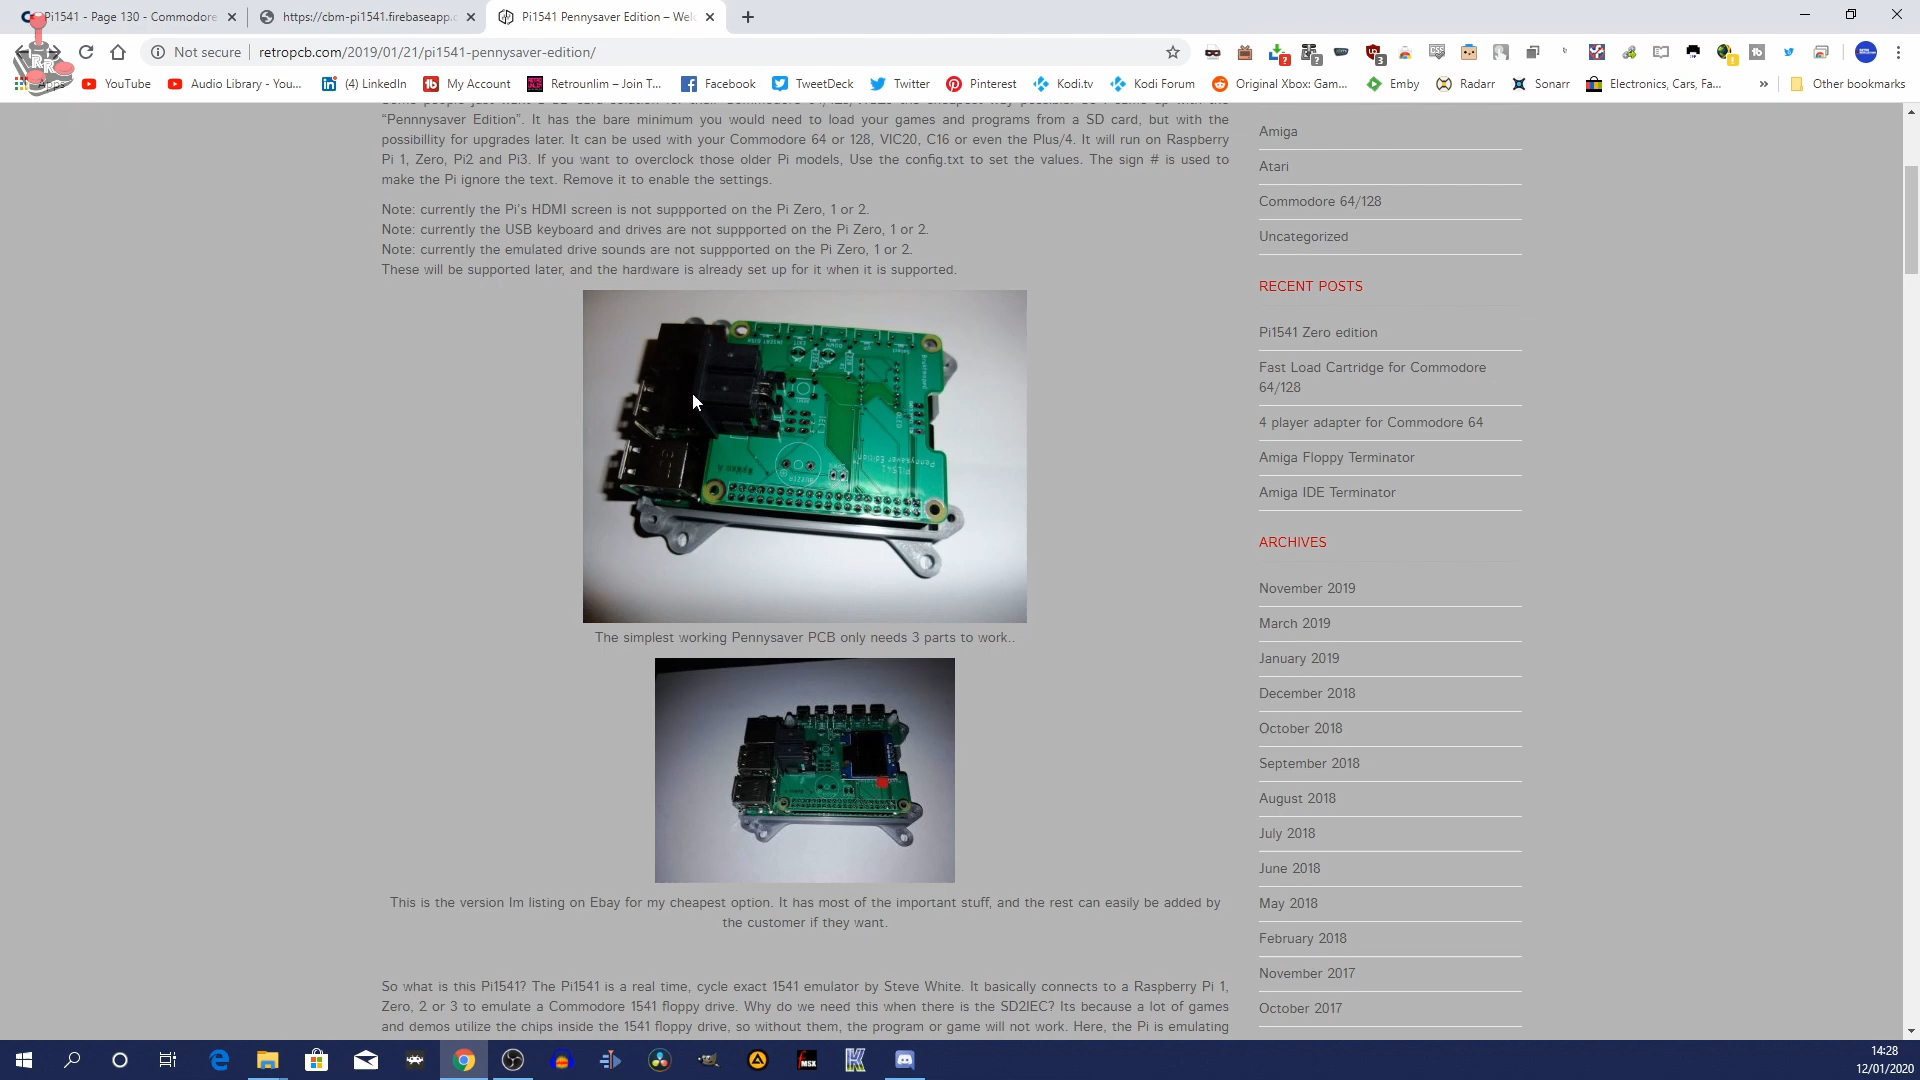 Pi1541 - Page 130 - Commodore
https://cbm-pi1541.firebaseapp.c
Pi1541 Pennysaver Edition – Wel
Not secure
retropcb.com/2019/01/21/pi1541-pennysaver-edition/
Apps
YouTube
Audio Library - You...
(4) LinkedIn
My Account
Retrounlim – Join T...
Facebook
TweetDeck
Twitter
Pinterest
Kodi.tv
Kodi Forum
Original Xbox: Gam...
Emby
Radarr
Sonarr
Electronics, Cars, Fa...
»
Other bookmarks
“Pennnysaver Edition”. It has the bare minimum you would need to load your games and programs from a SD card, but with the
possibillity for upgrades later. It can be used with your Commodore 64 or 128, VIC20, C16 or even the Plus/4. It will run on Raspberry
Pi 1, Zero, Pi2 and Pi3. If you want to overclock those older Pi models, Use the config.txt to set the values. The sign # is used to
make the Pi ignore the text. Remove it to enable the settings.
Note: currently the Pi’s HDMI screen is not suppported on the Pi Zero, 1 or 2.
Note: currently the USB keyboard and drives are not suppported on the Pi Zero, 1 or 2.
Note: currently the emulated drive sounds are not suppported on the Pi Zero, 1 or 2.
These will be supported later, and the hardware is already set up for it when it is supported.
Pi1541
Pennysaver Edition
The simplest working Pennysaver PCB only needs 3 parts to work..
This is the version Im listing on Ebay for my cheapest option. It has most of the important stuff, and the rest can easily be added by
the customer if they want.
So what is this Pi1541? The Pi1541 is a real time, cycle exact 1541 emulator by Steve White. It basically connects to a Raspberry Pi 1,
Zero, 2 or 3 to emulate a Commodore 1541 floppy drive. Why do we need this when there is the SD2IEC? Its because a lot of games
and demos utilize the chips inside the 1541 floppy drive, so without them, the program or game will not work. Here, the Pi is emulating
Amiga
Atari
Commodore 64/128
Uncategorized
RECENT POSTS
Pi1541 Zero edition
Fast Load Cartridge for Commodore
64/128
4 player adapter for Commodore 64
Amiga Floppy Terminator
Amiga IDE Terminator
ARCHIVES
November 2019
March 2019
January 2019
December 2018
October 2018
September 2018
August 2018
July 2018
June 2018
May 2018
February 2018
November 2017
October 2017
14:28
12/01/2020